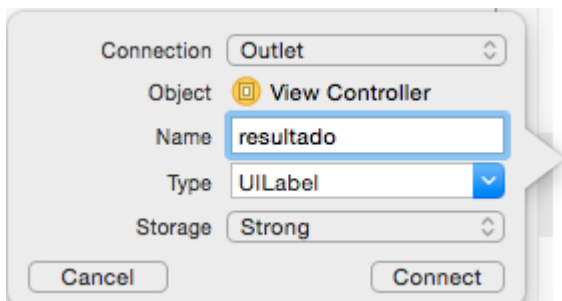 Connection Outlet
Object View Controller
Name resultado
Type UILabel
Storage Strong
Cancel Connect